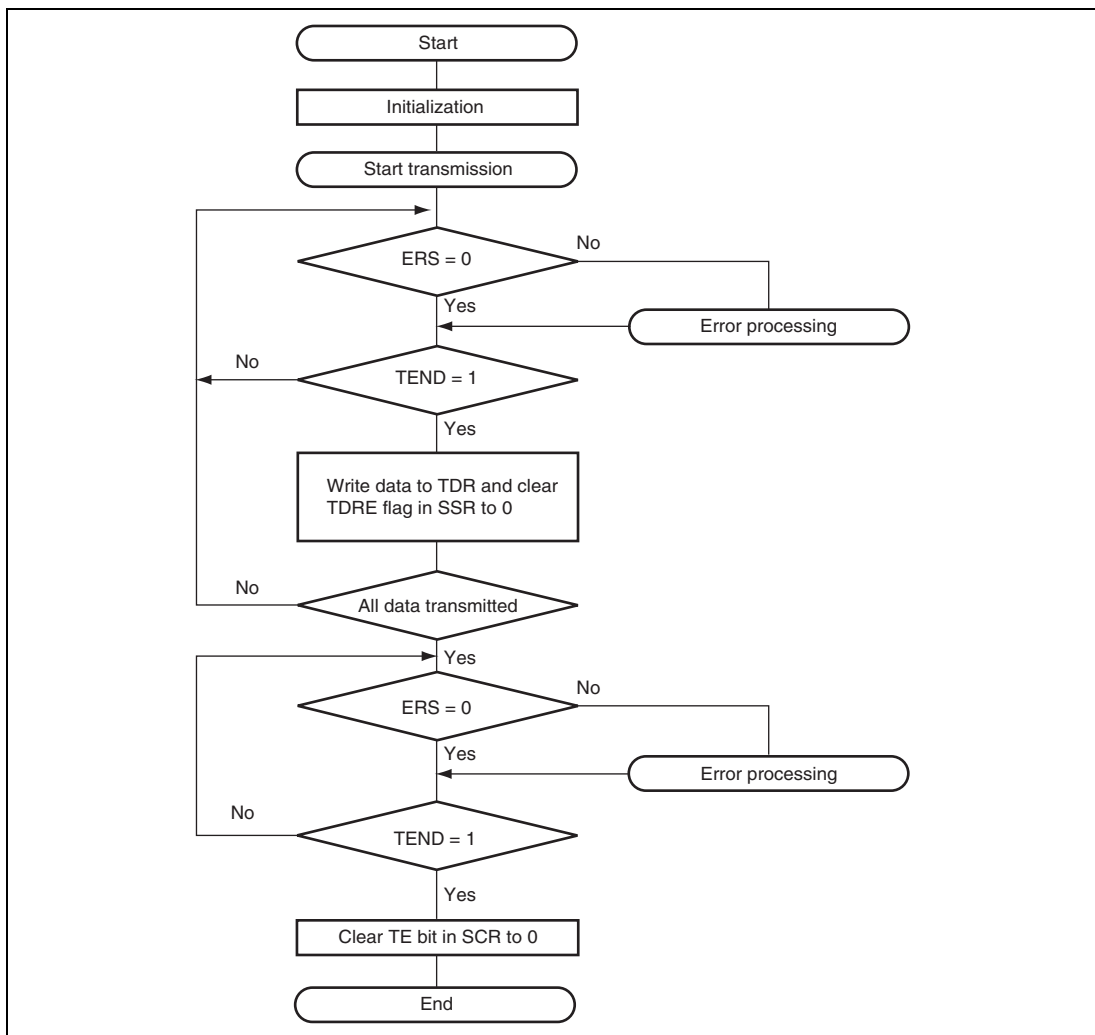 Start
Initialization
Start transmission
ERS = 0
No
Yes
Error processing
No
TEND = 1
Yes
Write data to TDR and clear
TDRE flag in SSR to 0
No
All data transmitted
Yes
No
ERS = 0
Yes
Error processing
No
TEND = 1
Yes
Clear TE bit in SCR to 0
End